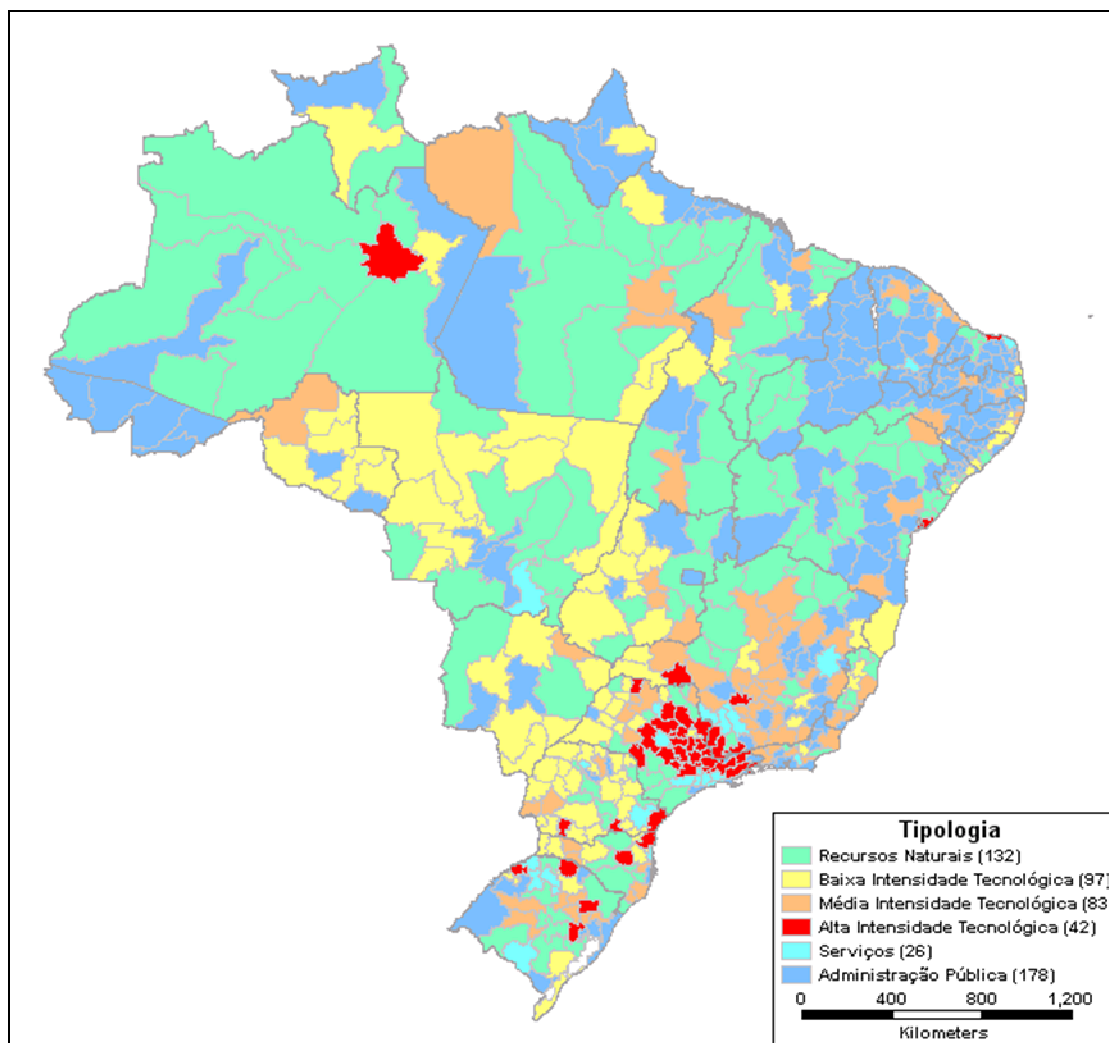 Tipologia
Recursos Naturais (132)
Baixa Intensidade Tecnológica (97)
Média Intensidade Tecnológica (83
Alta Intensidade Tecnológica (42)
Serviços (26)
Administração Pública (178)
0 400 800 1,200
Kilometers